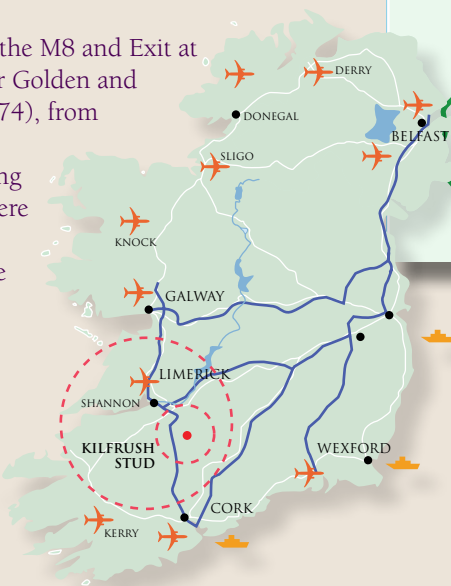 the M8 and Exit at
r Golden and
74), from
ng
ere
e
DERRY
DONEGAL
BELFAST
SLIGO
KNOCK
GALWAY
LIMERICK
SHANNON
KILFRUSH
STUD
WEXFORD
CORK
KERRY